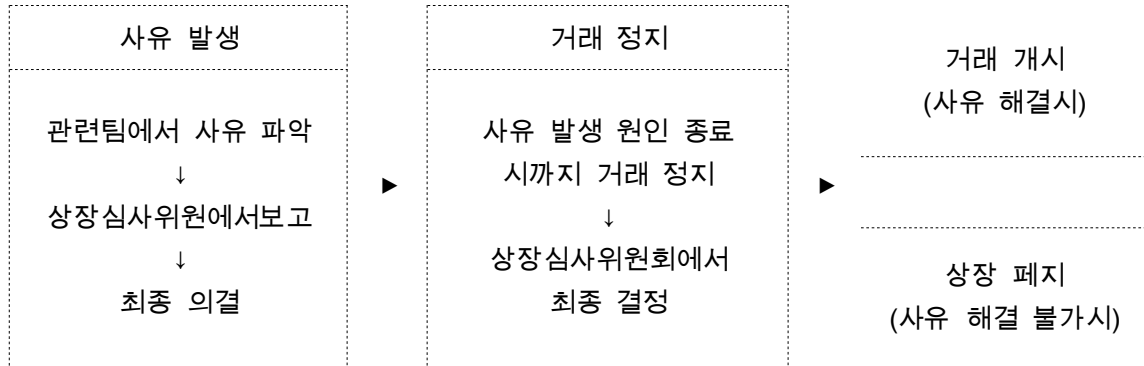 사유 발생
관련팀에서 사유 파악
↓
상장심사위원에서보고
↓
최종 의결
▶
거래 정지
사유 발생 원인 종료
시까지 거래 정지
↓
상장심사위원회에서
최종 결정
▶
거래 개시
(사유 해결시)
상장 페지
(사유 해결 불가시)